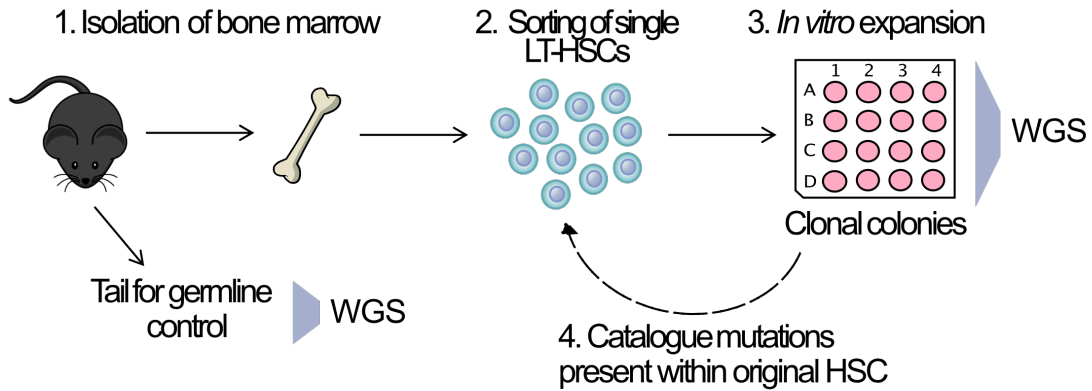 1. Isolation of bone marrow
2. Sorting of single
LT-HSCs
3. In vitro expansion
1 2 3 4
A
B
C
D
WGS
Clonal colonies
Tail for germline
control
WGS
4. Catalogue mutations
present within original HSC